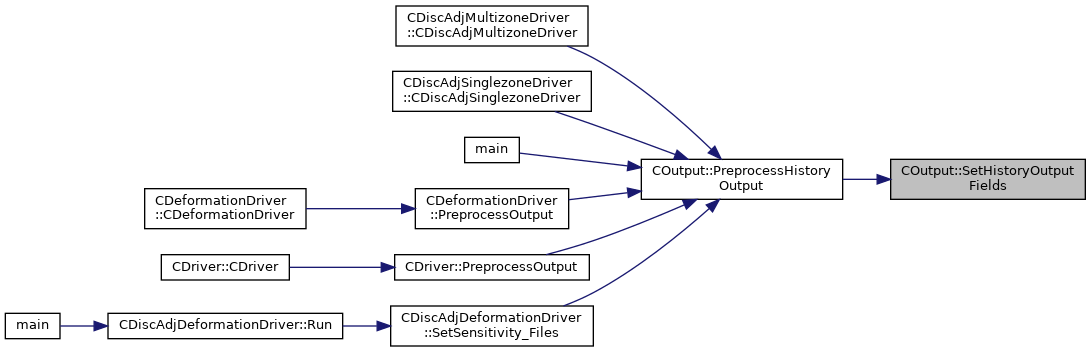 CDiscAdjMultizoneDriver
::CDiscAdjMultizoneDriver
CDiscAdjSinglezoneDriver
::CDiscAdjSinglezoneDriver
main
COutput::PreprocessHistory
Output
COutput::SetHistoryOutput
Fields
CDeformationDriver
::CDeformationDriver
CDeformationDriver
::PreprocessOutput
CDriver::CDriver
CDriver::PreprocessOutput
main
CDiscAdjDeformationDriver::Run
CDiscAdjDeformationDriver
::SetSensitivity_Files